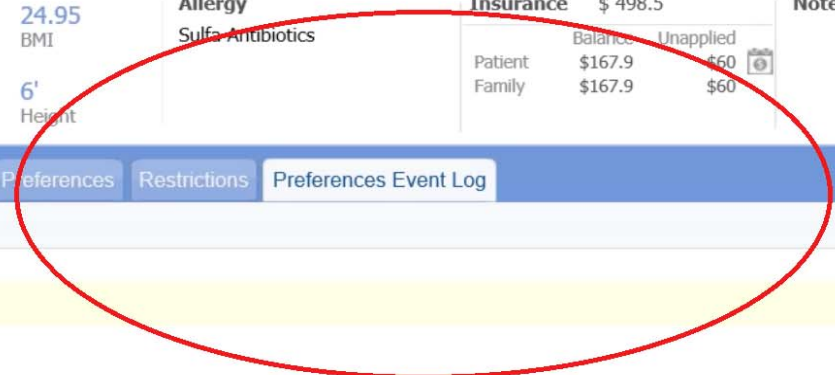 24.95
BMI
6'
Height
Allergy
Sulfa Antibiotics
Insurance $ 498.5
Balance Unapplied
Patient $167.9 $60
Family $167.9 $60
Note
Preferences Restrictions Preferences Event Log